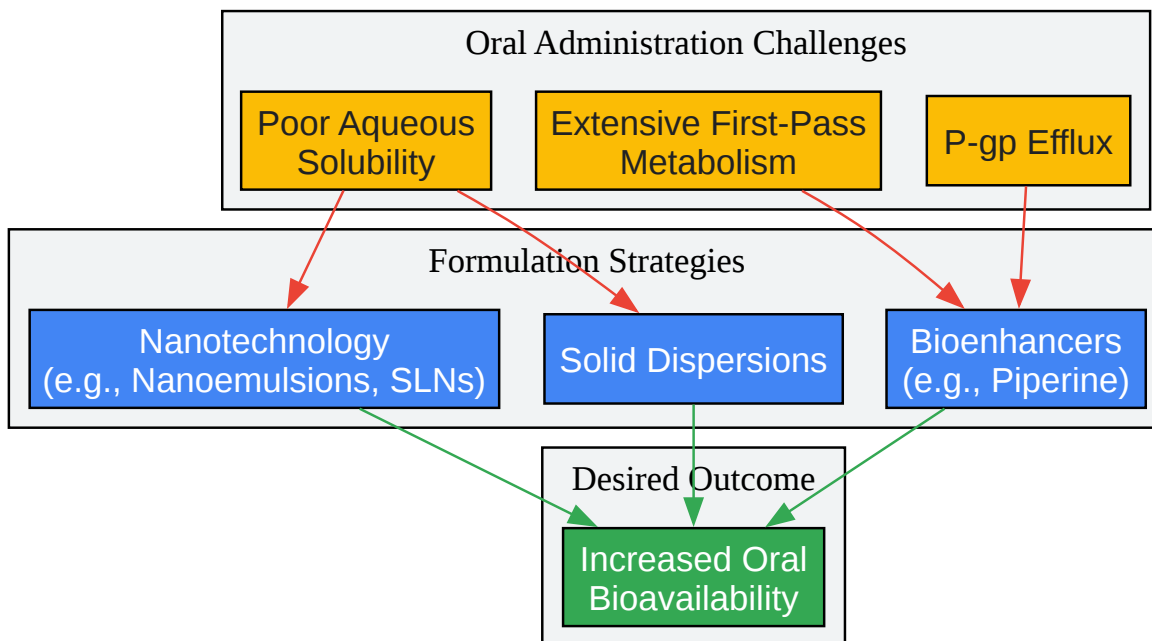 Oral Administration Challenges
Poor Aqueous
Solubility
Extensive First-Pass
Metabolism
P-gp Efflux
Formulation Strategies
Nanotechnology
(e.g., Nanoemulsions, SLNs)
Solid Dispersions
Bioenhancers
(e.g., Piperine)
Desired Outcome
Increased Oral
Bioavailability